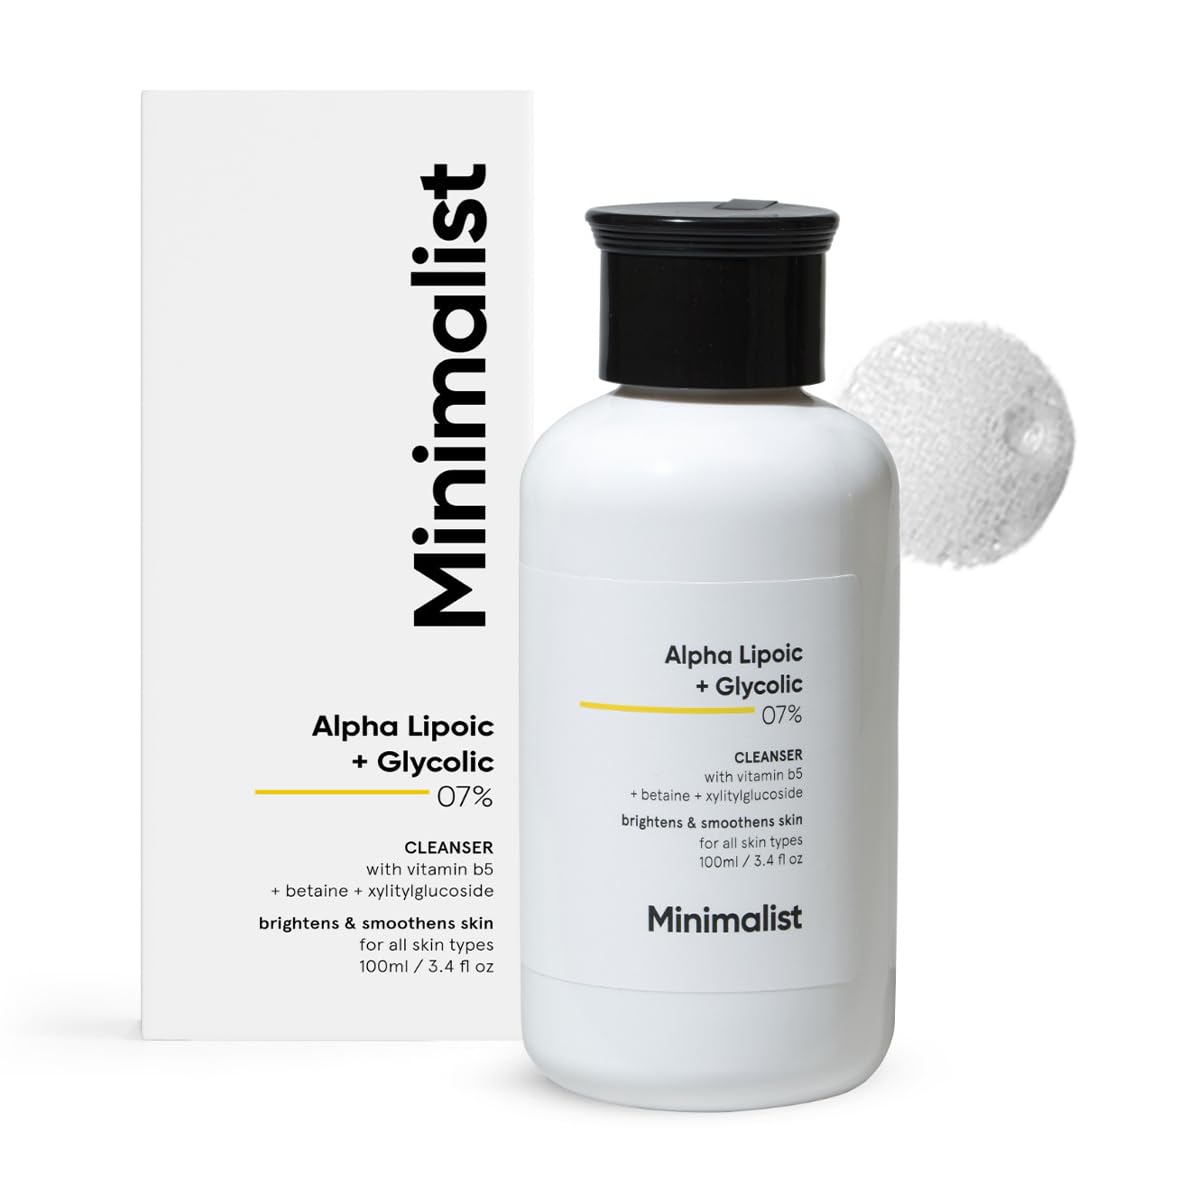 Minimalist
Alpha Lipoic
+ Glycolic
07%
CLEANSER
with vitamin b5
+ betaine + xylitylglucoside
brightens & smoothens skin
for all skin types
100ml / 3.4 fl oz
Alpha Lipoic
+ Glycolic
07%
CLEANSER
with vitamin b5
+ betaine + xylitylglucoside
brightens & smoothens skin
for all skin types
100ml / 3.4 fl oz
Minimalist